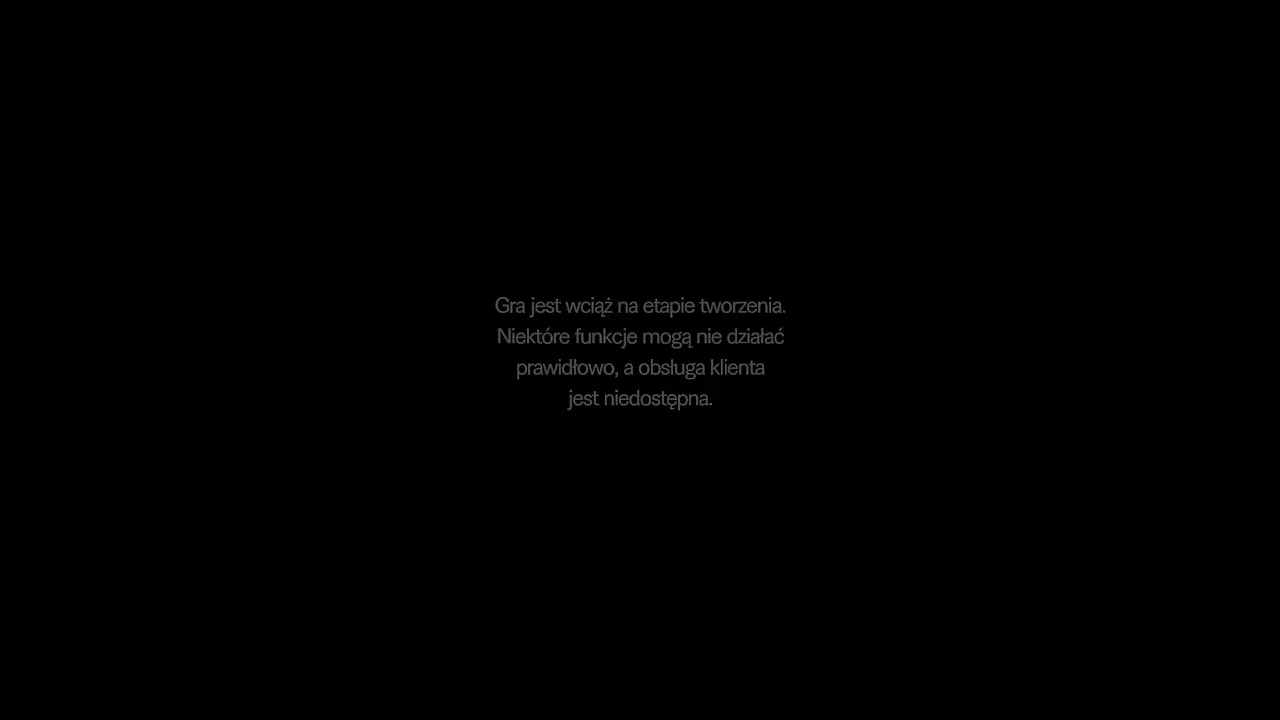 Gra jest wciąż na etapie tworzenia.
Niektóre funkcje mogą nie działać
prawidłowo, a obsługa klienta
jest niedostępna.